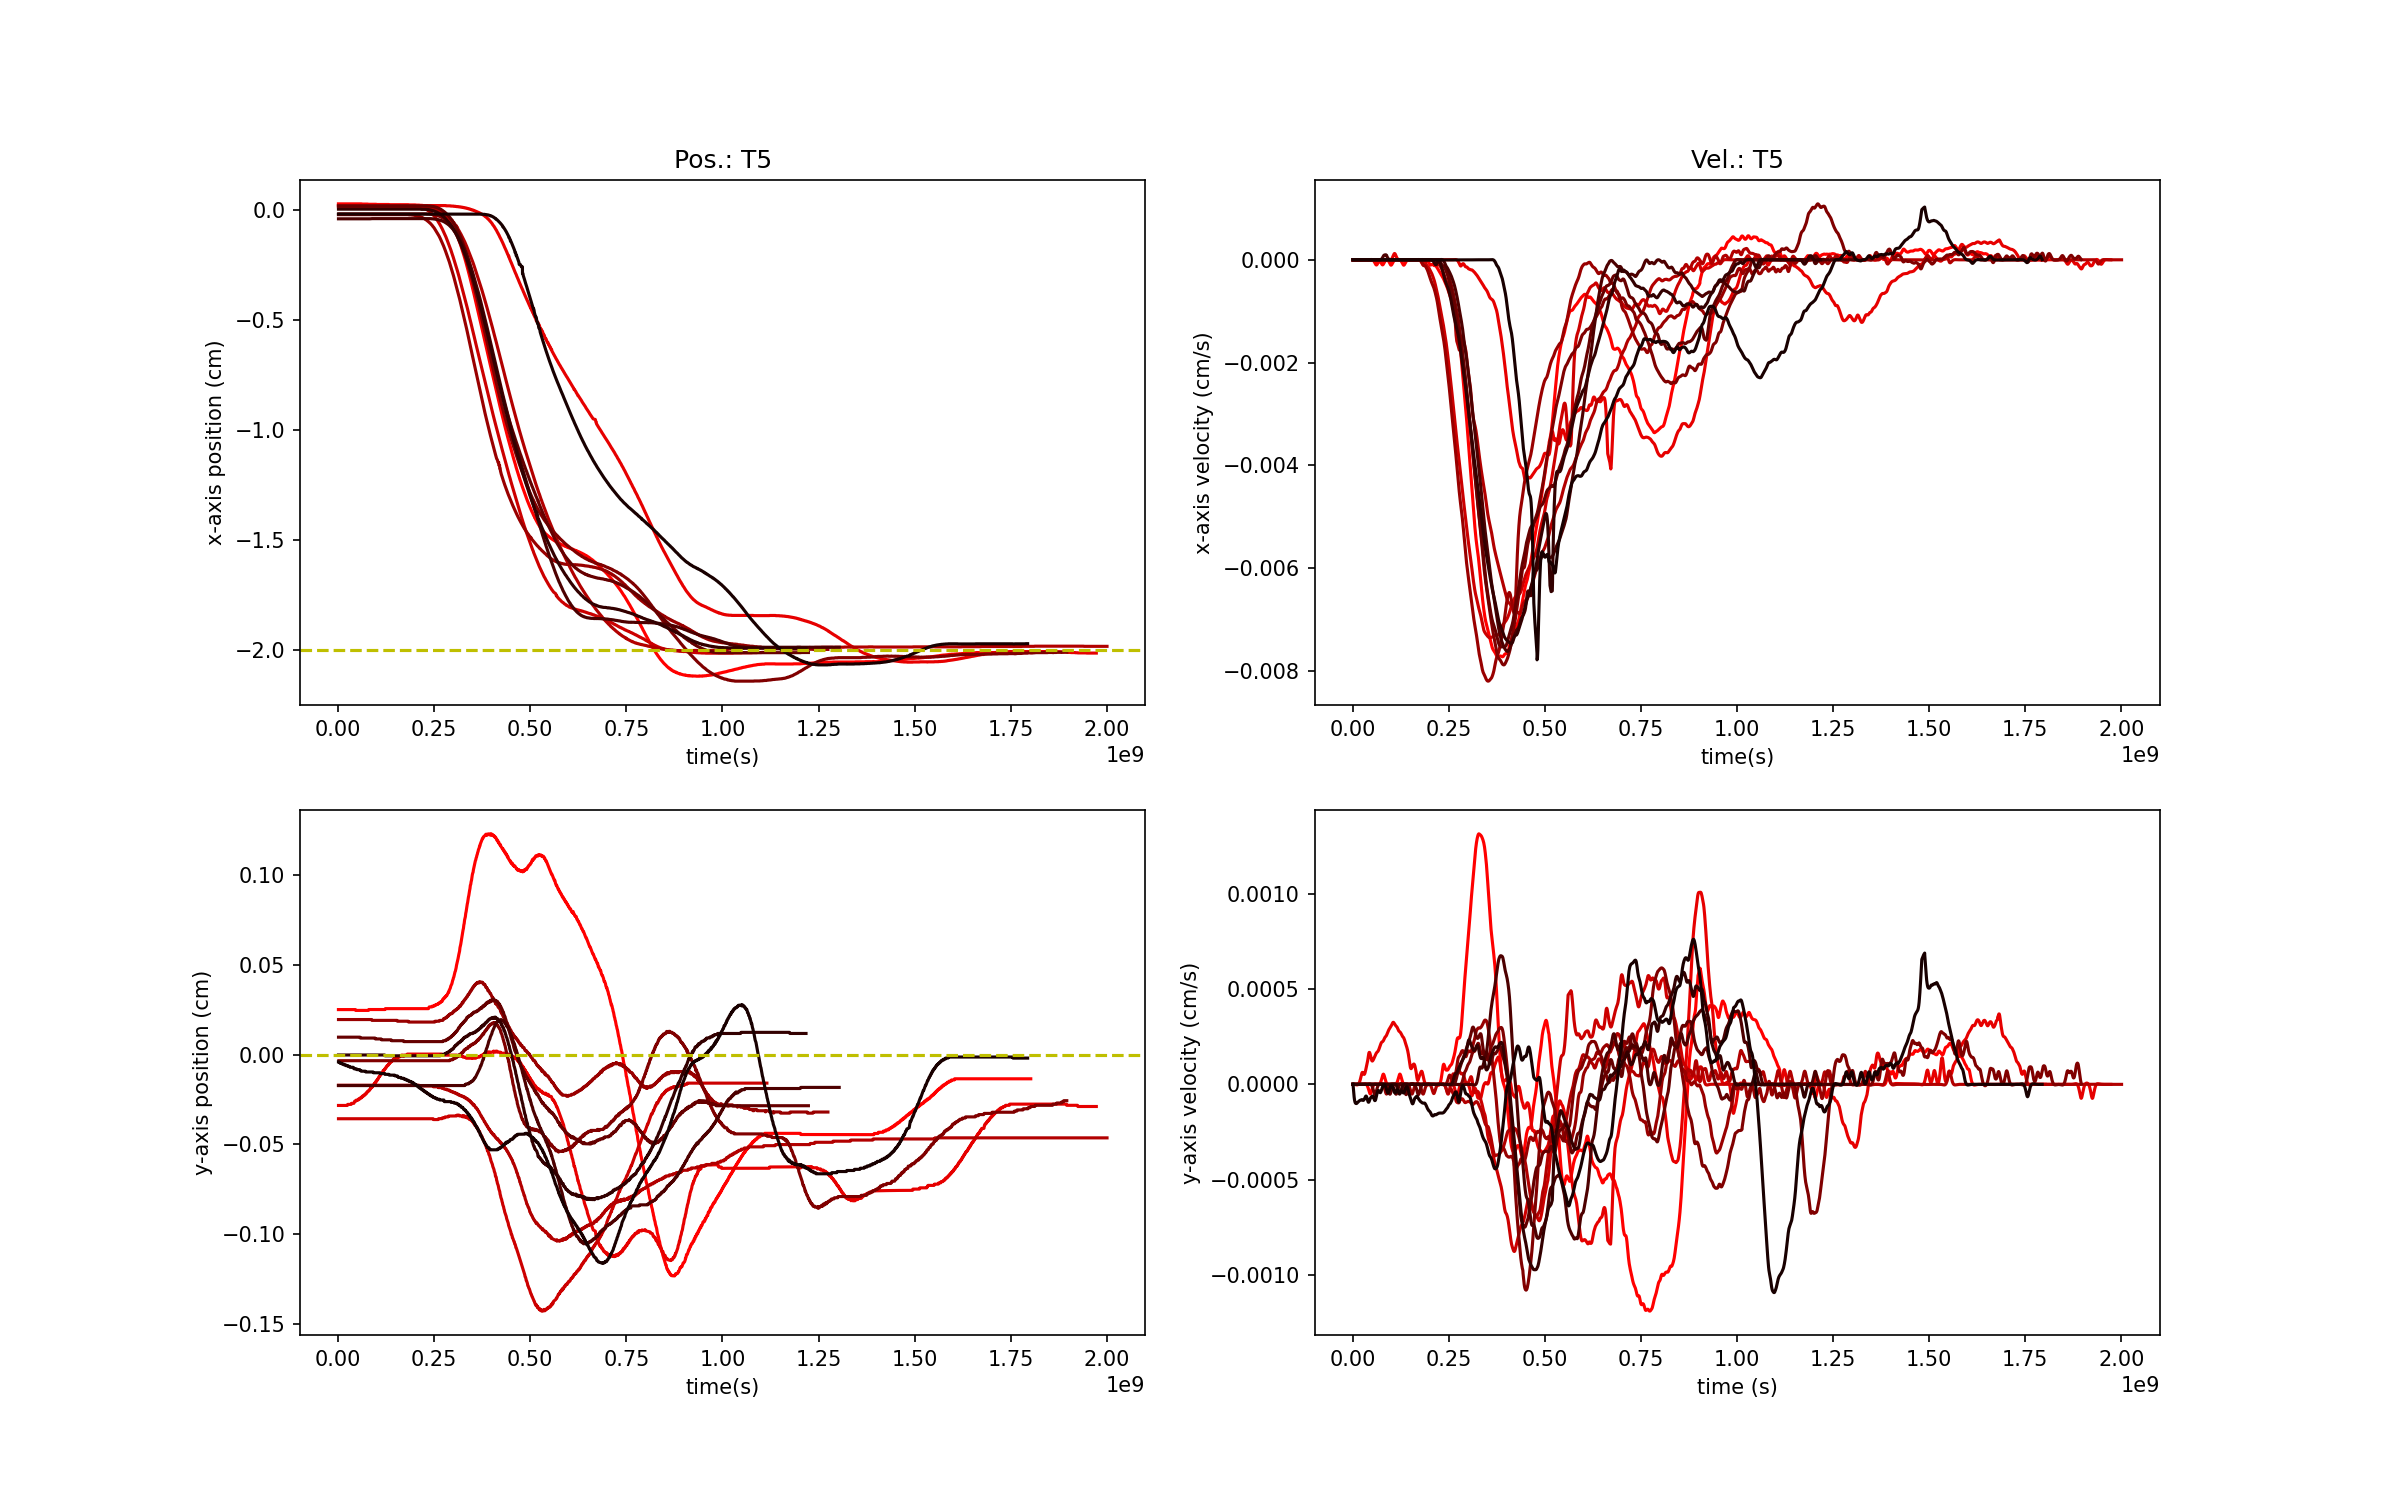 Pos.: T5
0.0
−0.5
−1.0
−1.5
−2.0
x-axis position (cm)
0.00 0.25 0.50 0.75 1.00 1.25 1.50 1.75 2.00
1e9
time(s)
Vel.: T5
0.000
−0.002
−0.004
−0.006
−0.008
x-axis velocity (cm/s)
0.00 0.25 0.50 0.75 1.00 1.25 1.50 1.75 2.00
1e9
time(s)
0.10
0.05
0.00
−0.05
−0.10
−0.15
y-axis position (cm)
0.00 0.25 0.50 0.75 1.00 1.25 1.50 1.75 2.00
1e9
time(s)
0.0010
0.0005
0.0000
−0.0005
−0.0010
y-axis velocity (cm/s)
0.00 0.25 0.50 0.75 1.00 1.25 1.50 1.75 2.00
1e9
time (s)